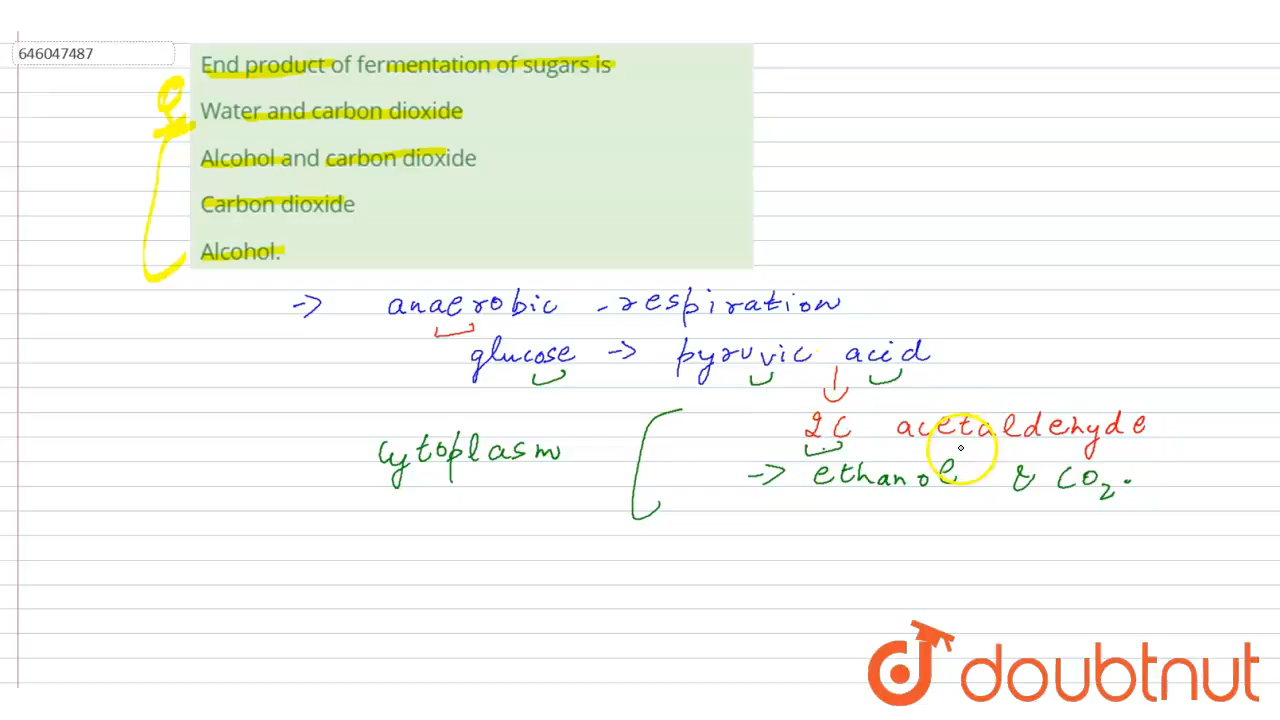 646047487
End product of fermentation of sugars is
Water and carbon dioxide
Alcohol and carbon dioxide
Carbon dioxide
Alcohol.
-> anaerobic - respiration
glucose -> pyruvic acid
2C acetaldehyde
cytoplasm
-> ethanol & CO2.
doubtnut